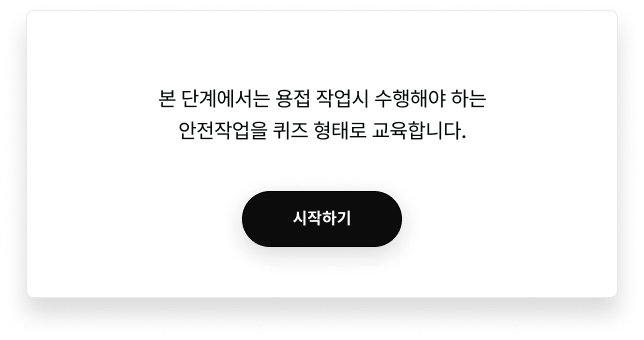 본 단계에서는 용접 작업시 수행해야 하는
안전작업을 퀴즈 형태로 교육합니다.
시작하기